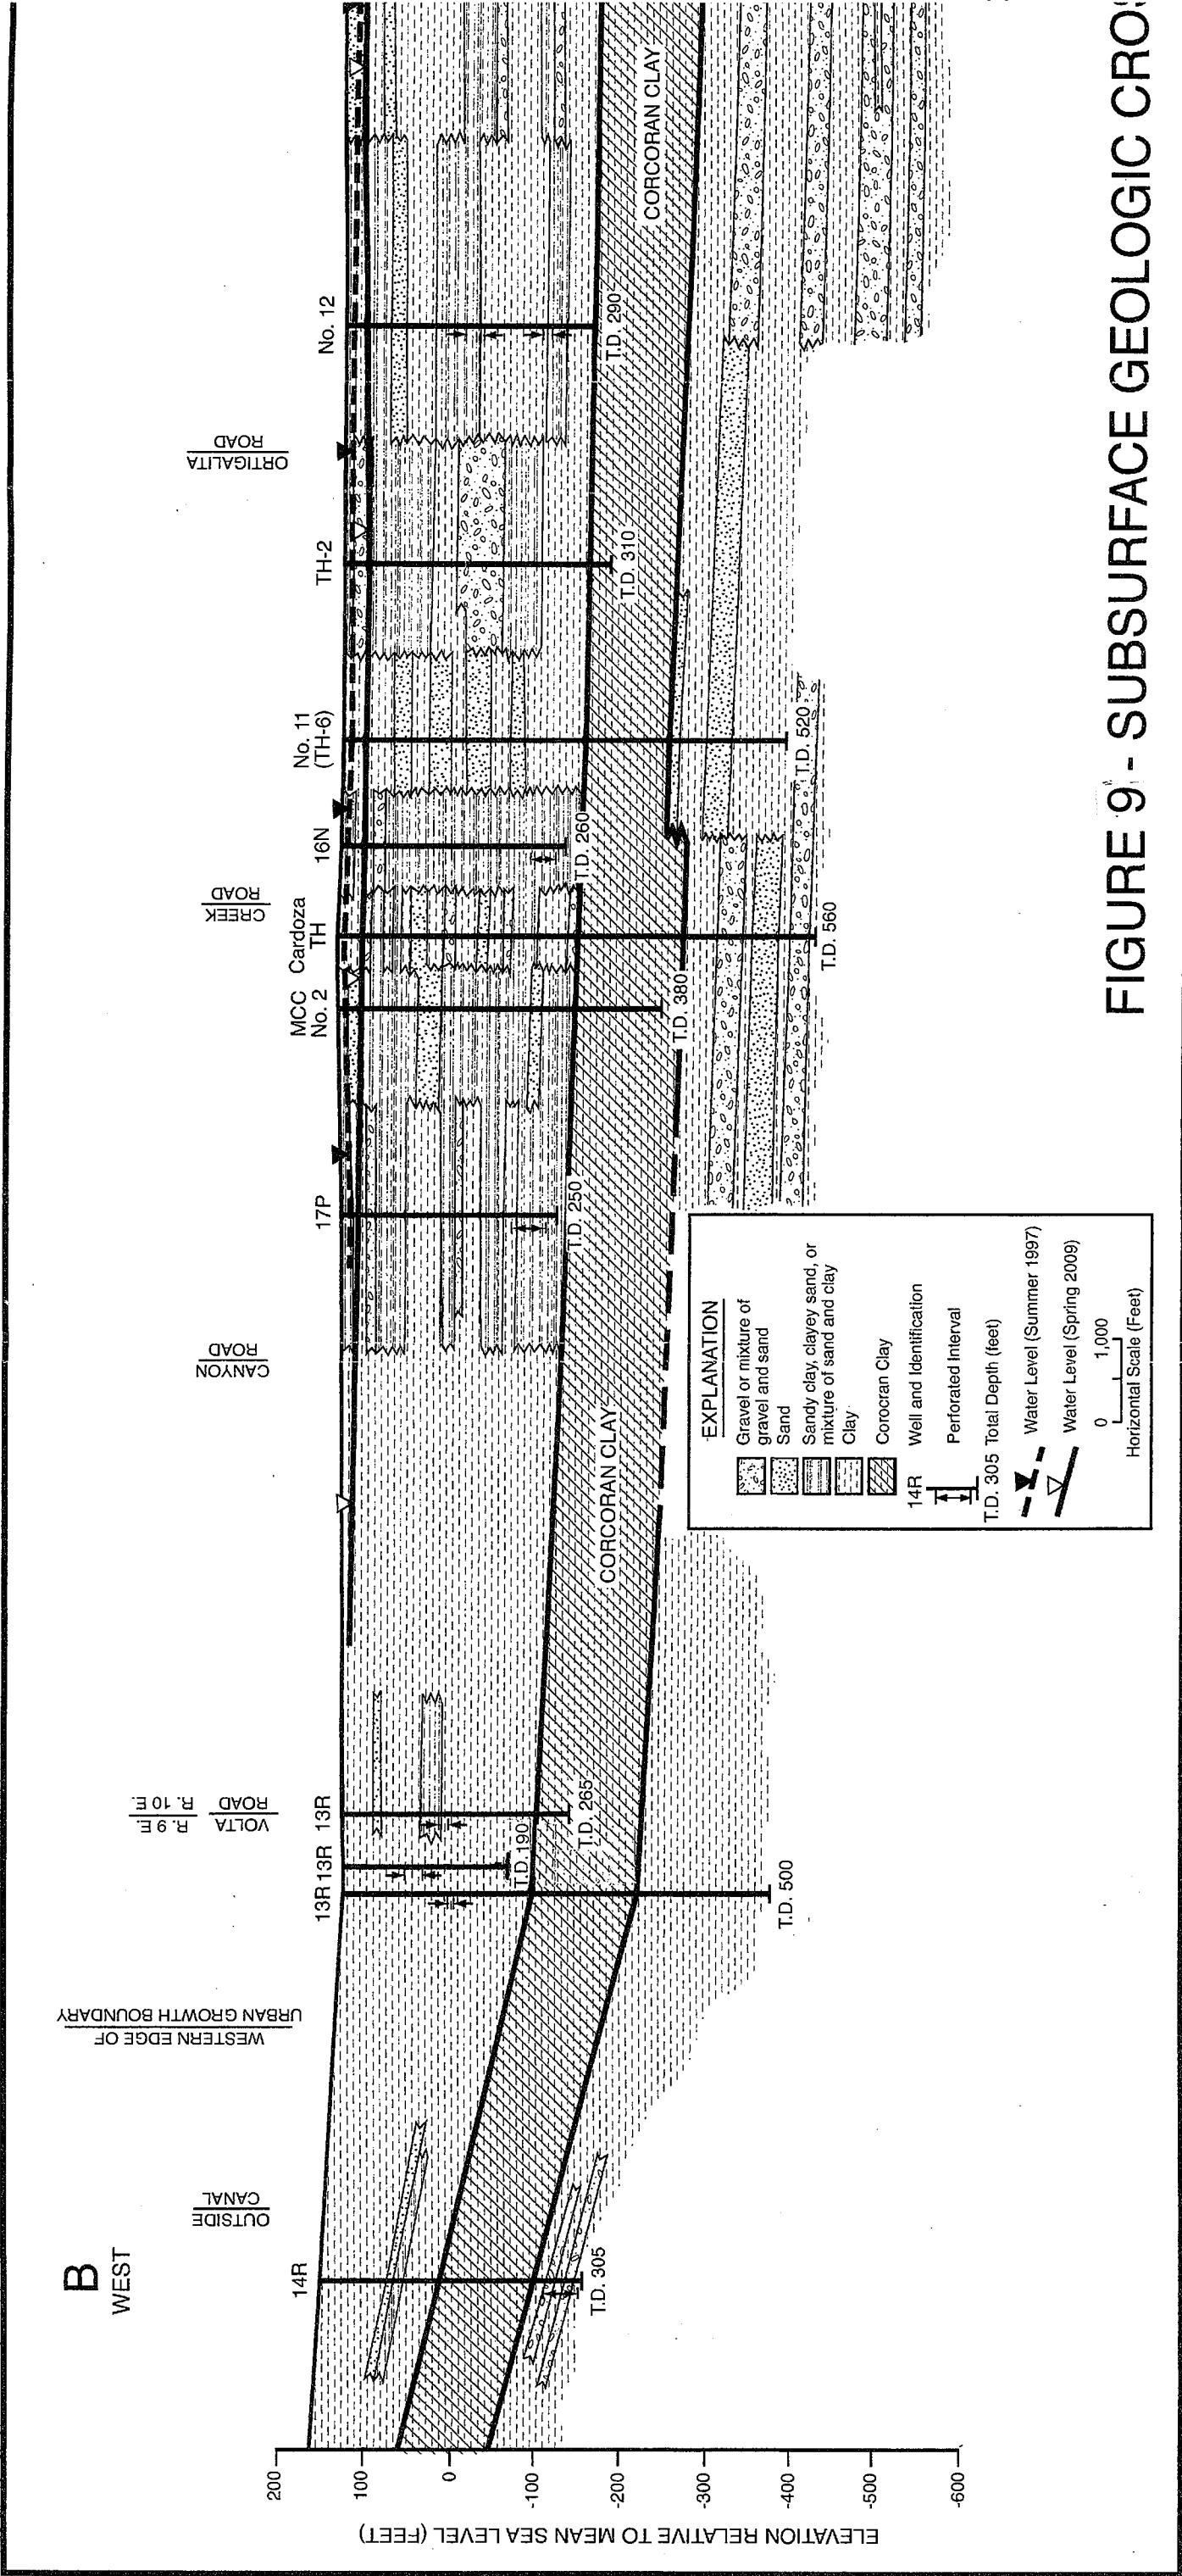 B
WEST
OUTSIDE
CANAL
WESTERN EDGE OF
URBAN GROWTH BOUNDARY
R. 9 E.
R. 10 E.
VOLTA
ROAD
CANYON
ROAD
CREEK
ROAD
ORTIGALITA
ROAD
14R
13R
13R
13R
17P
MCC
No. 2
Cardoza
TH
16N
No. 11
(TH-6)
TH-2
No. 12
ELEVATION RELATIVE TO MEAN SEA LEVEL (FEET)
200
100
0
-100
-200
-300
-400
-500
-600
T.D. 305
T.D. 500
T.D. 190
T.D. 265
T.D. 250
T.D. 380
T.D. 560
T.D. 260
T.D. 520
T.D. 310
T.D. 290
CORCORAN CLAY
CORCORAN CLAY
EXPLANATION
Gravel or mixture of
gravel and sand
Sand
Sandy clay, clayey sand, or
mixture of sand and clay
Clay
Corocran Clay
14R Well and Identification
Perforated Interval
T.D. 305 Total Depth (feet)
Water Level (Summer 1997)
Water Level (Spring 2009)
0 1,000
Horizontal Scale (Feet)
FIGURE 9 - SUBSURFACE GEOLOGIC CROS